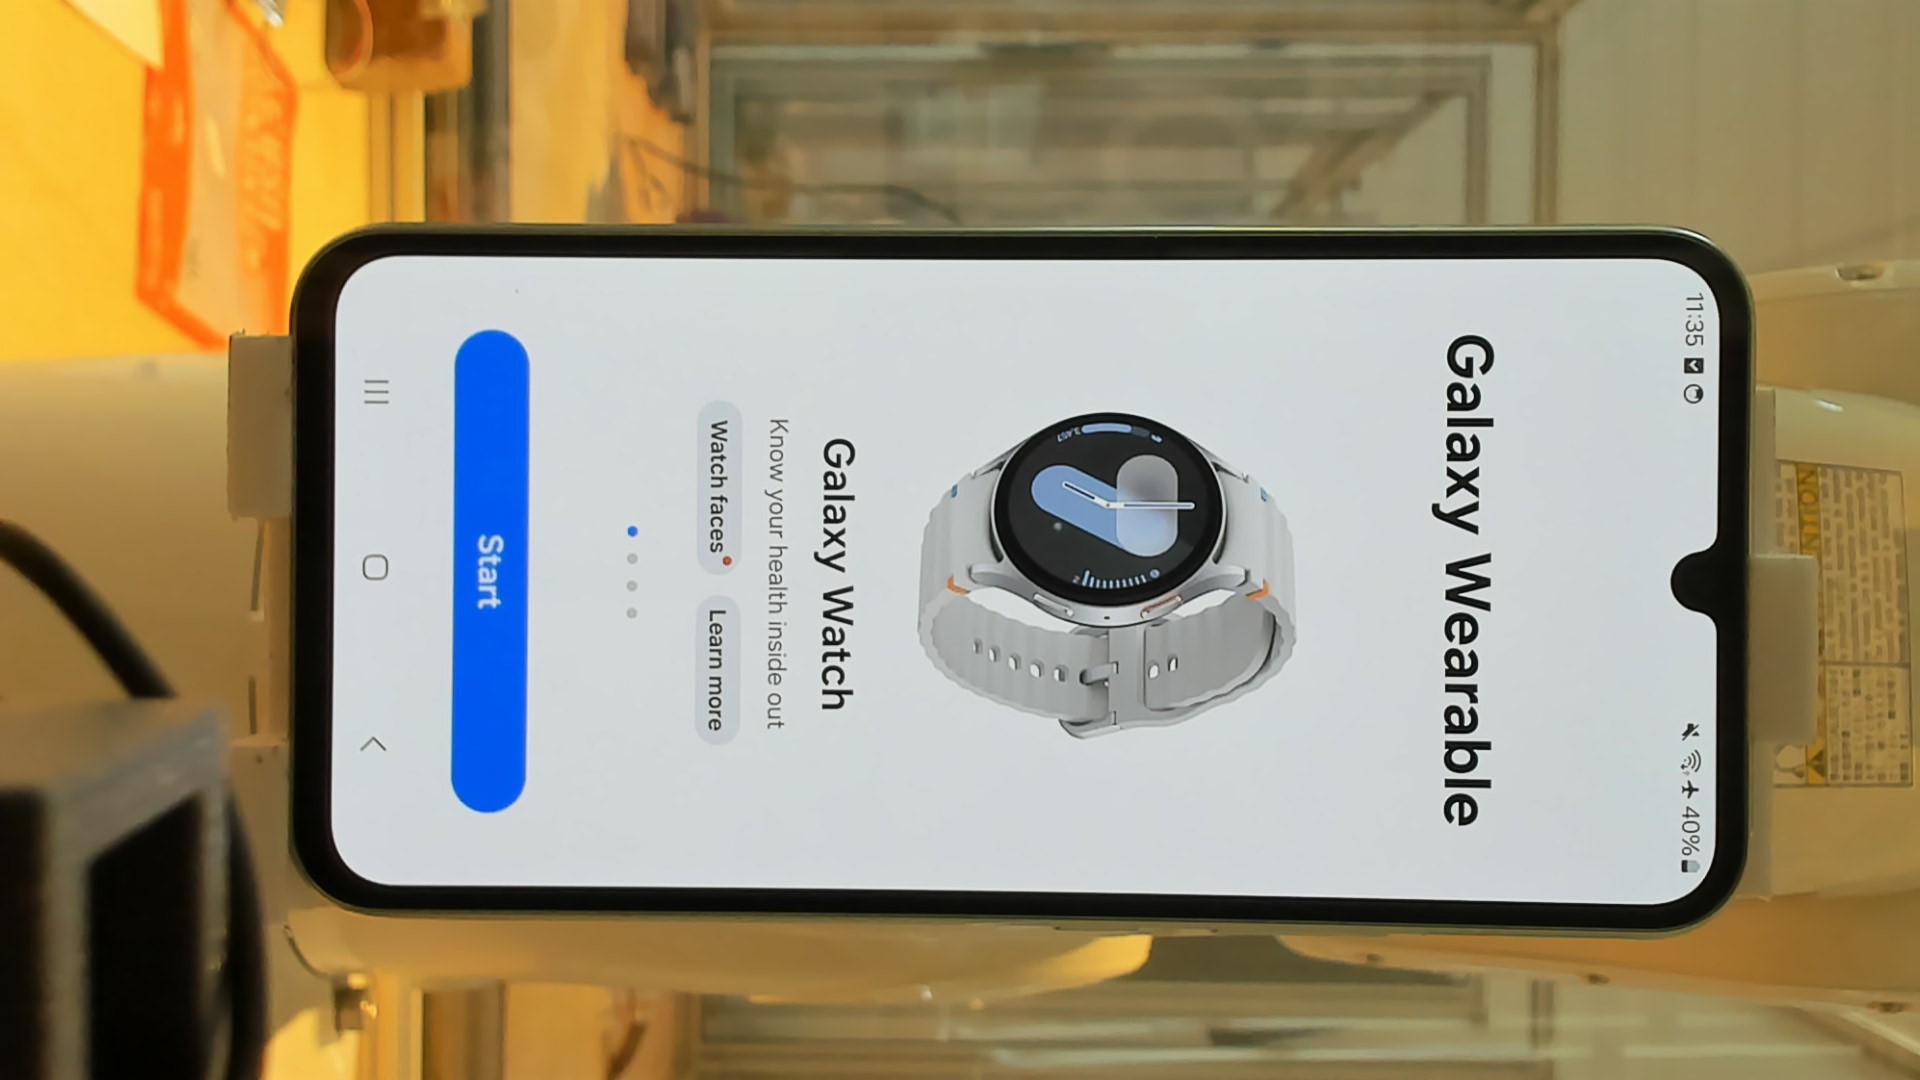 11:35
40%
Galaxy Wearable
Galaxy Watch
Know your health inside out
Watch faces
Learn more
Start